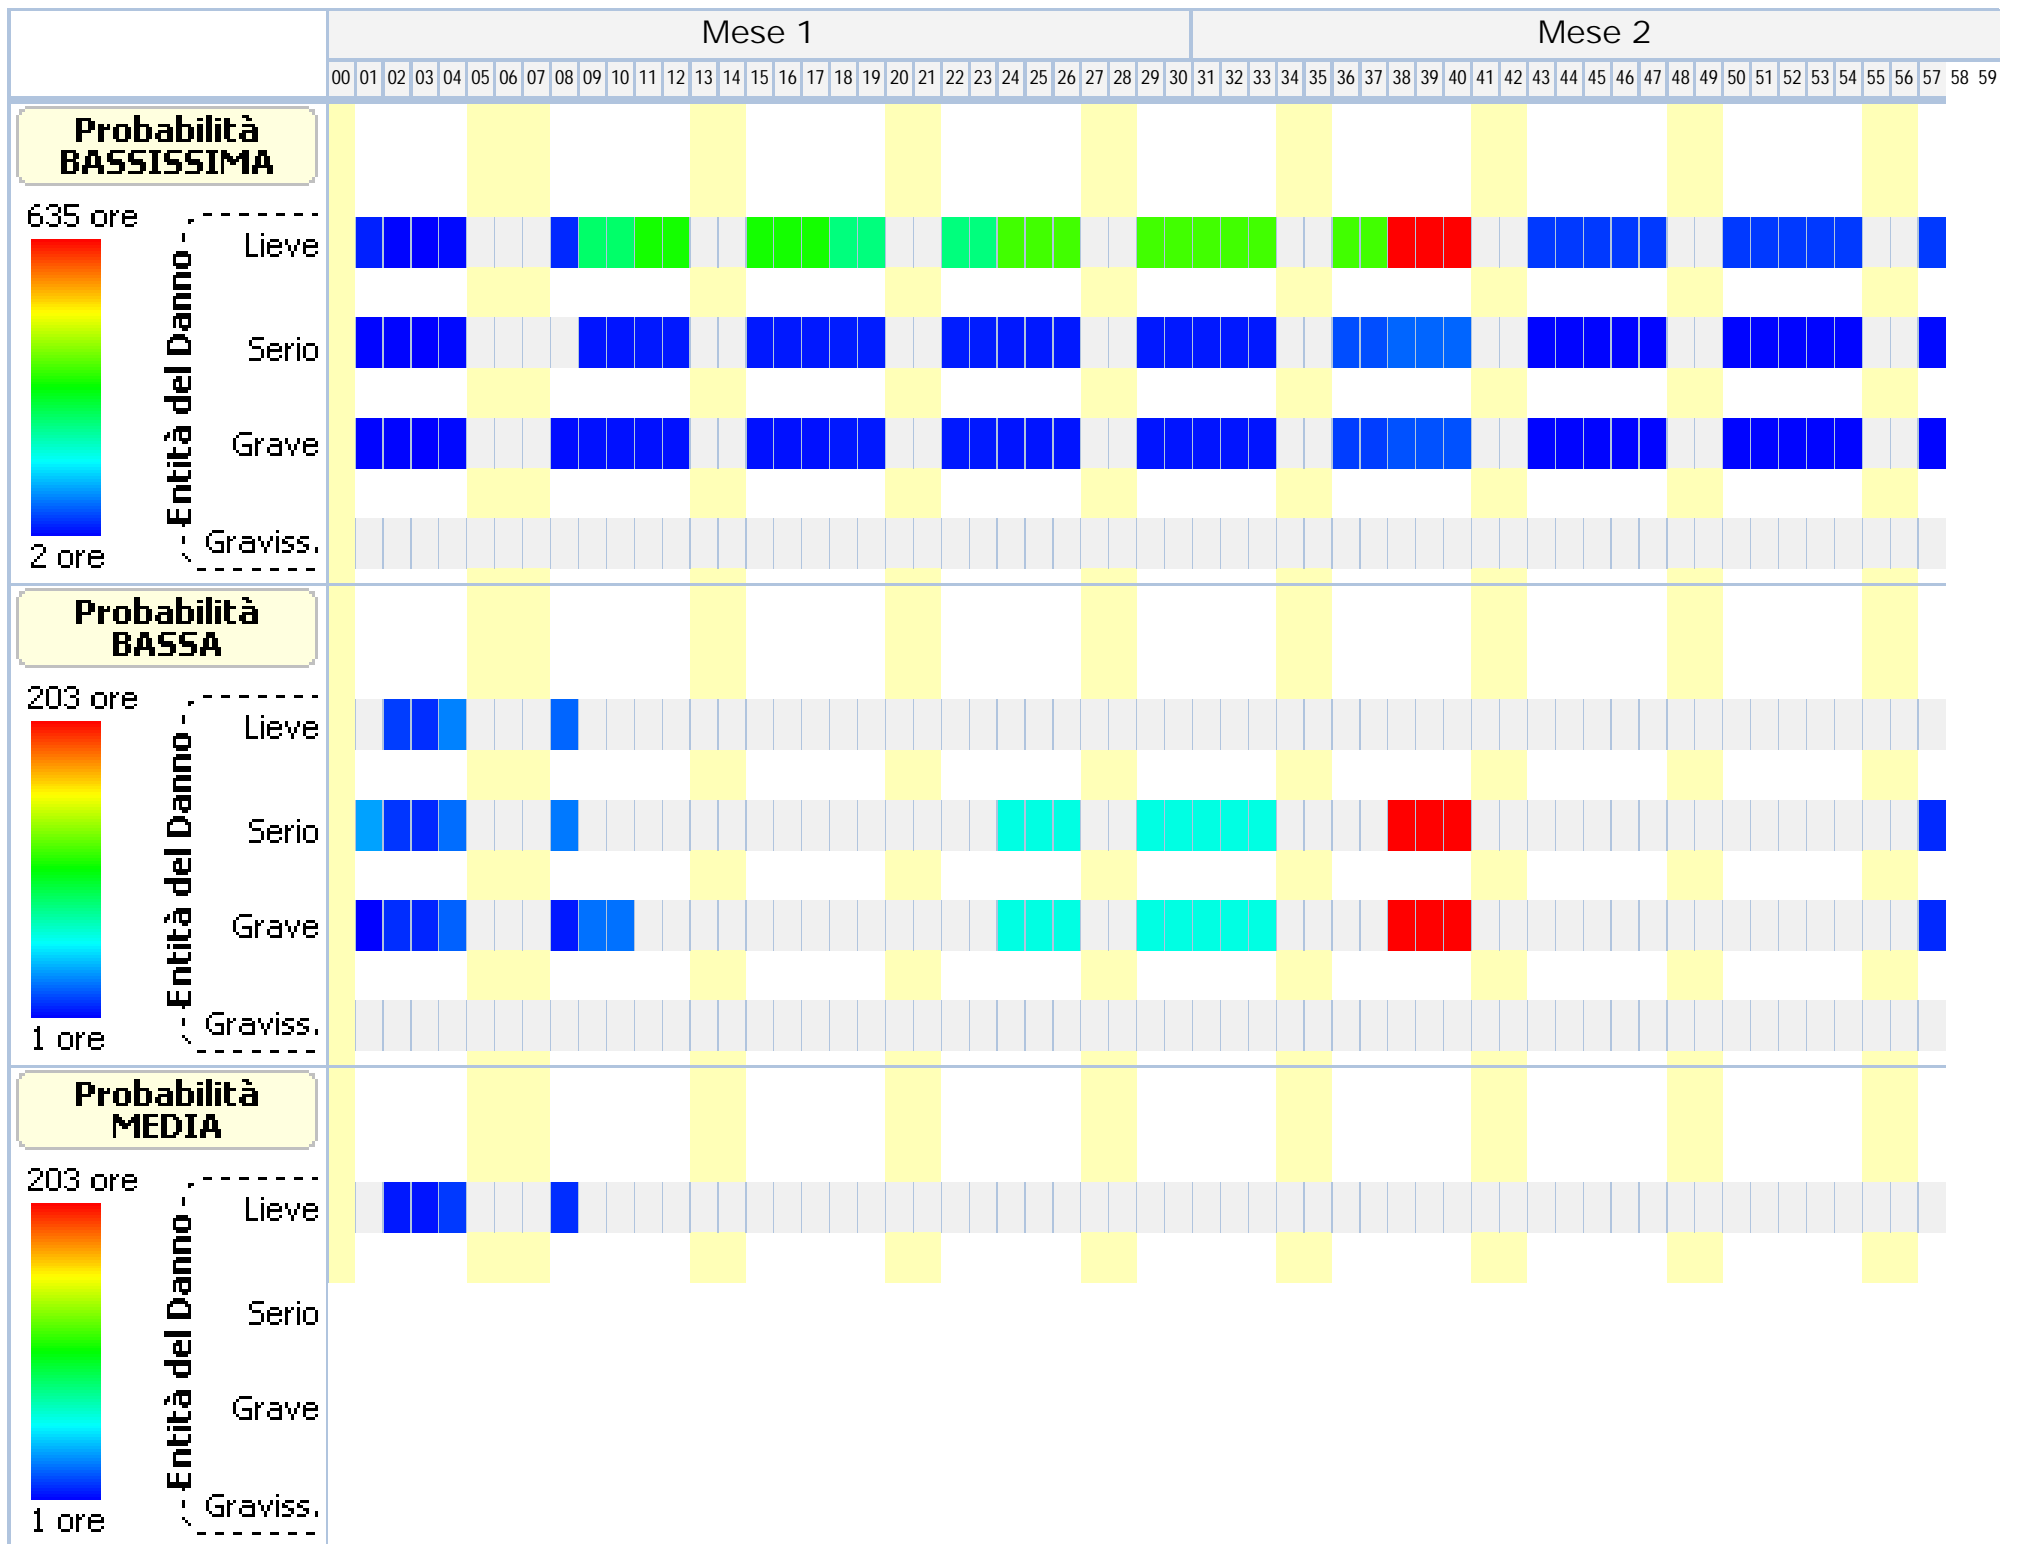 Mese 1 Mese 2
00 01 02 03 04 05 06 07 08 09 10 11 12 13 14 15 16 17 18 19 20 21 22 23 24 25 26 27 28 29 30 31 32 33 34 35 36 37 38 39 40 41 42 43 44 45 46 47 48 49 50 51 52 53 54 55 56 57 58 59
Probabilità
BASSISSIMA
635 ore
Entità del Danno
Lieve
Serio
Grave
Graviss.
2 ore
Probabilità
BASSA
203 ore
Entità del Danno
Lieve
Serio
Grave
Graviss.
1 ore
Probabilità
MEDIA
203 ore
Entità del Danno
Lieve
Serio
Grave
Graviss.
1 ore